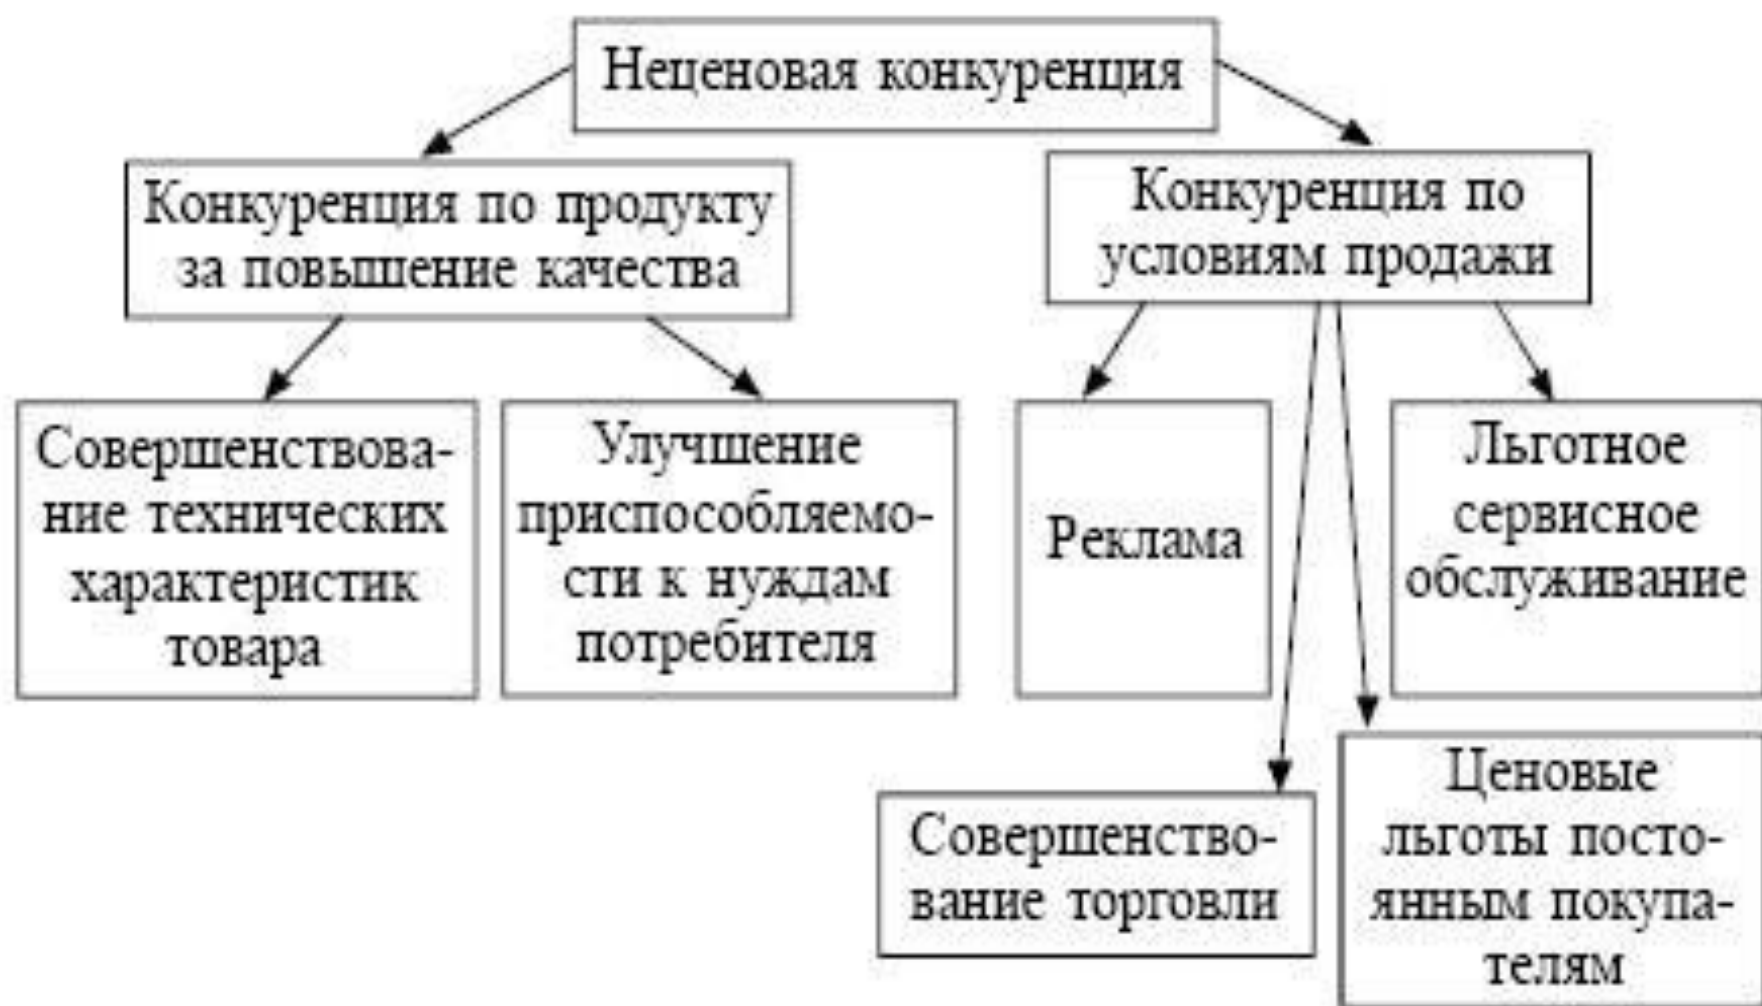 Неценовая конкуренция
Конкуренция по продукту
за повышение качества
Конкуренция по
условиям продажи
Совершенствова-
ние технических
характеристик
товара
Улучшение
приспособляемо-
сти к нуждам
потребителя
Реклама
Льготное
сервисное
обслуживание
Совершенство-
вание торговли
Ценовые
льготы посто-
янным покупа-
телям